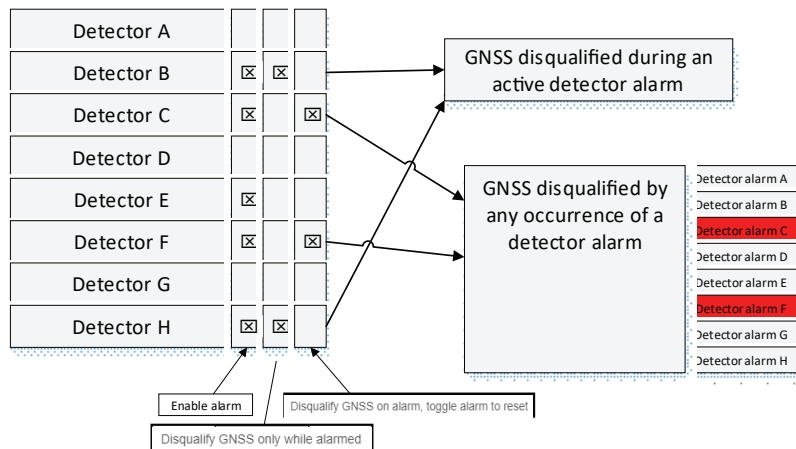 Detector A
Detector B
Detector C
Detector D
Detector E
Detector F
Detector G
Detector H
GNSS disqualified during an
active detector alarm
GNSS disqualified by
any occurrence of a
detector alarm
Detector alarm A
Detector alarm B
Detector alarm C
Detector alarm D
Detector alarm E
Detector alarm F
Detector alarm G
Detector alarm H
Enable alarm
Disqualify GNSS on alarm, toggle alarm to reset
Disqualify GNSS only while alarmed